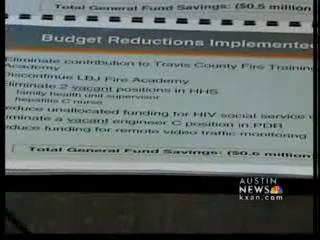 Total General Fund Savings: ($0.5 million
Budget Reductions Implemented
Eliminate contribution to Travis County Fire Training
Academy
Discontinue LBJ Fire Academy
Eliminate 2 vacant positions in HHS
family health unit supervisor
hepatitis C nurse
reduce unallocated funding for HIV social service
Eliminate a vacant engineer C position in PDR
reduce funding for remote video traffic monitoring
Total General Fund Savings: ($0.6 million
AUSTIN
NEWS
kxan.com